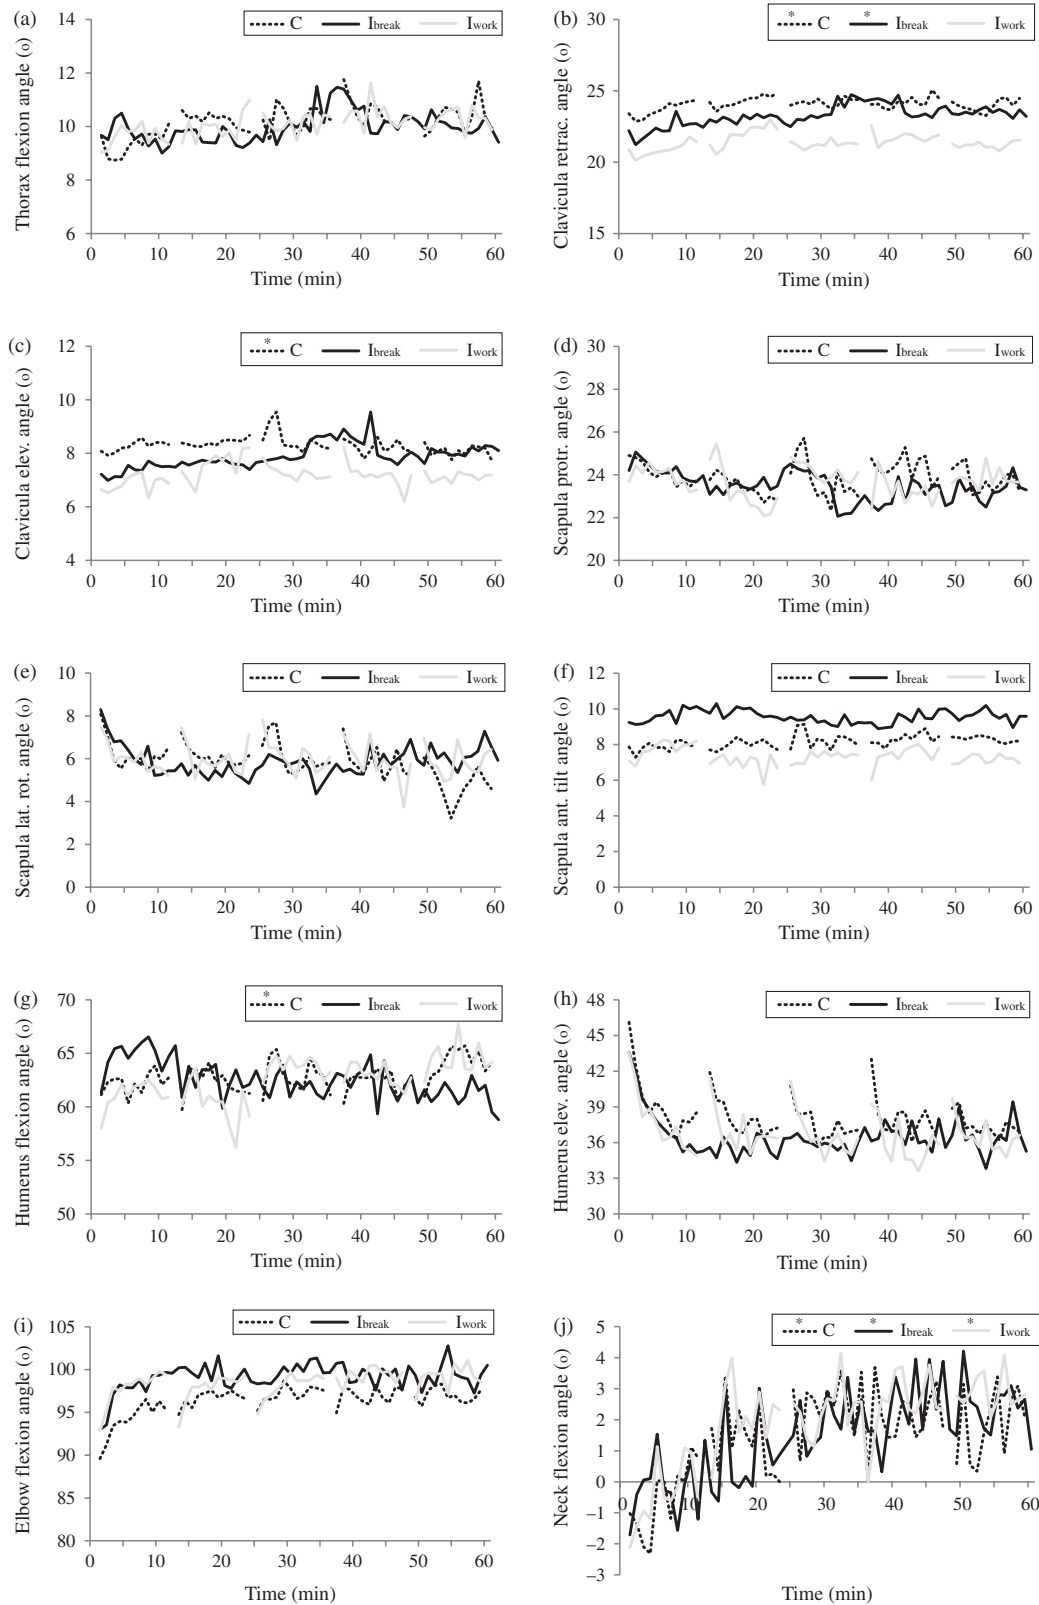 (a)
* C Ibreak Iwork
Thorax flexion angle (o)
14
12
10
8
6
0 10 20 30 40 50 60
Time (min)
(b)
* C * Ibreak Iwork
Clavicula retrac. angle (o)
30
25
20
15
0 10 20 30 40 50 60
Time (min)
(c)
* C Ibreak Iwork
Clavicula elev. angle (o)
12
10
8
6
4
0 10 20 30 40 50 60
Time (min)
(d)
C Ibreak Iwork
Scapula protr. angle (o)
30
28
26
24
22
20
0 10 20 30 40 50 60
Time (min)
(e)
C Ibreak Iwork
Scapula lat. rot. angle (o)
10
8
6
4
2
0
0 10 20 30 40 50 60
Time (min)
(f)
C Ibreak Iwork
Scapula ant. tilt angle (o)
12
10
8
6
4
2
0
0 10 20 30 40 50 60
Time (min)
(g)
* C Ibreak Iwork
Humerus flexion angle (o)
70
65
60
55
50
0 10 20 30 40 50 60
Time (min)
(h)
C Ibreak Iwork
Humerus elev. angle (o)
48
45
42
39
36
33
30
0 10 20 30 40 50 60
Time (min)
(i)
C Ibreak Iwork
Elbow flexion angle (o)
105
100
95
90
85
80
0 10 20 30 40 50 60
Time (min)
(j)
* C * Ibreak * Iwork
Neck flexion angle (o)
5
4
3
2
1
0
−1
−2
−3
0 10 20 30 40 50 60
Time (min)